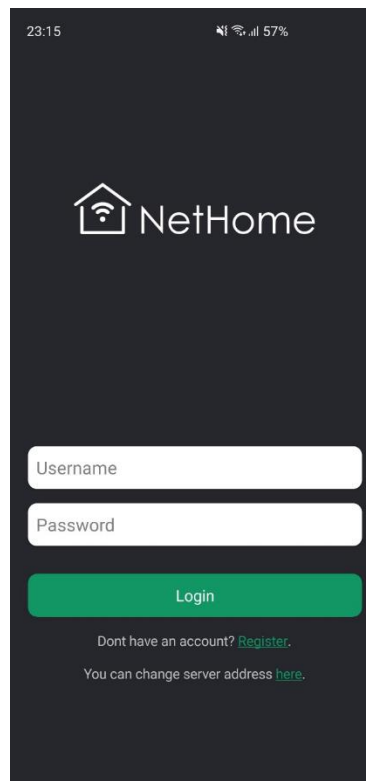 23:15 57%
NetHome
Username
Password
Login
Dont have an account? Register.
You can change server address here.